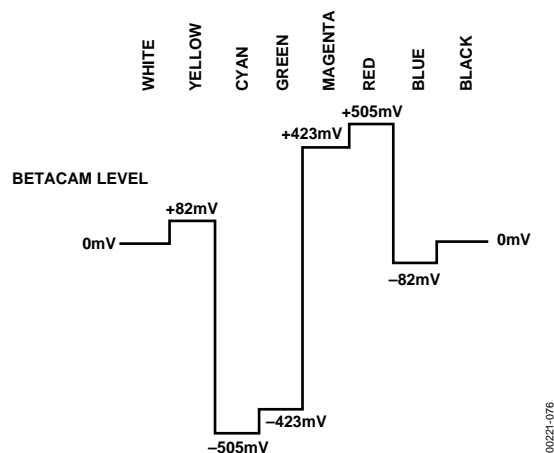 WHITE
YELLOW
CYAN
GREEN
MAGENTA
RED
BLUE
BLACK
+505mV
+423mV
BETACAM LEVEL
+82mV
0mV
0mV
–82mV
–423mV
–505mV
00221-076